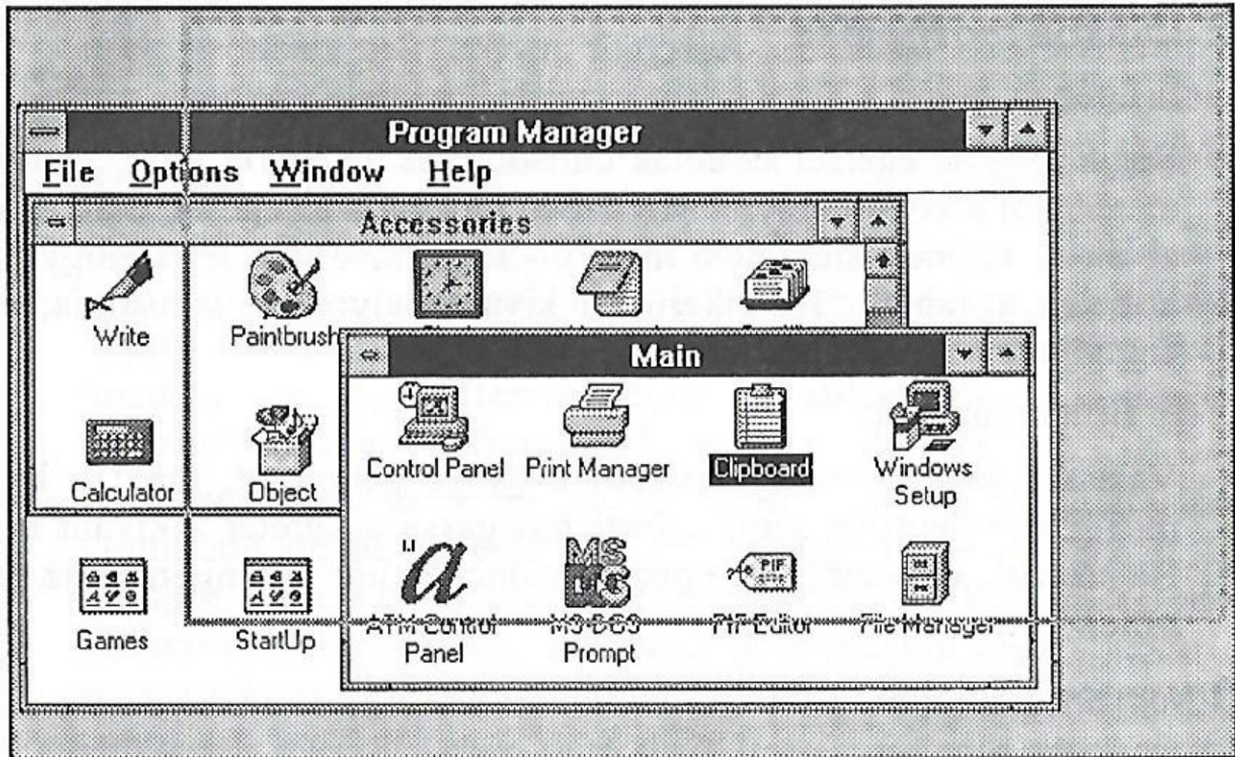 Program Manager
File Options Window Help
Accessories
Write
Paintbrush
Main
Control Panel
Print Manager
Clipboard
Windows
Setup
Calculator
Object
MS
ATM Control
Panel
MS-DOS
Prompt
PIF Editor
File Manager
Games
StartUp